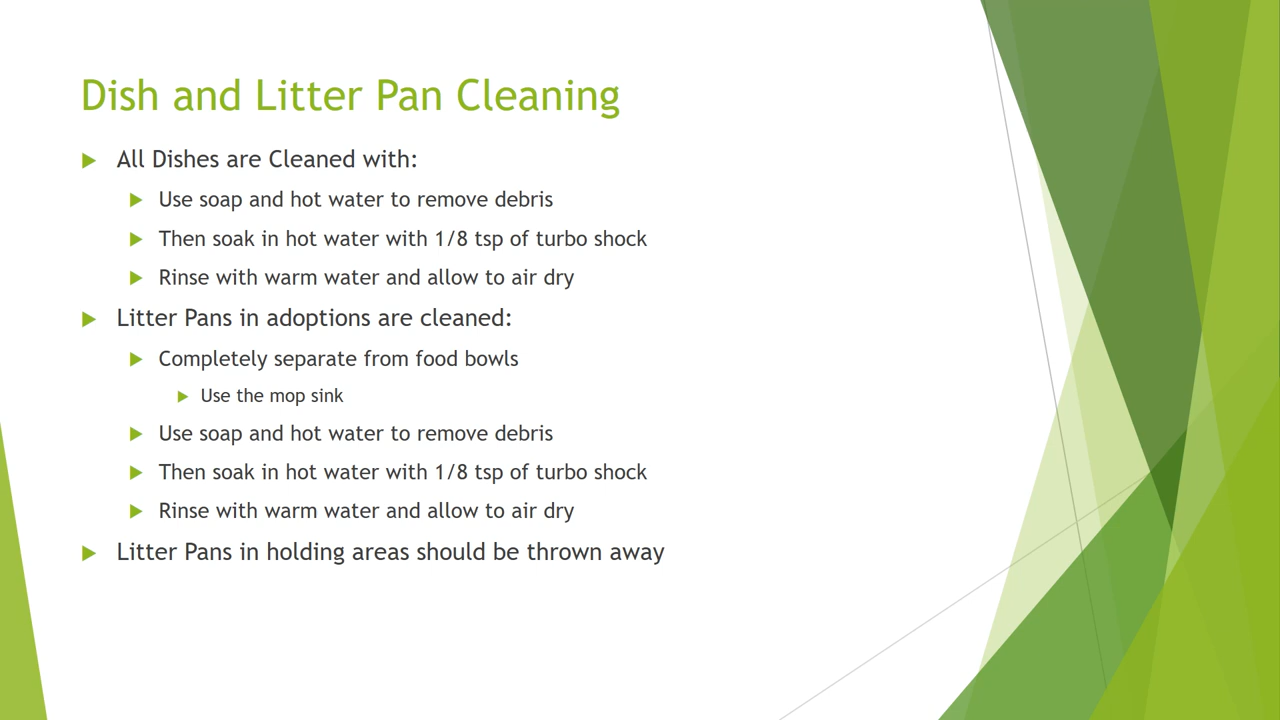 Dish and Litter Pan Cleaning
All Dishes are Cleaned with:
Use soap and hot water to remove debris
Then soak in hot water with 1/8 tsp of turbo shock
Rinse with warm water and allow to air dry
Litter Pans in adoptions are cleaned:
Completely separate from food bowls
Use the mop sink
Use soap and hot water to remove debris
Then soak in hot water with 1/8 tsp of turbo shock
Rinse with warm water and allow to air dry
Litter Pans in holding areas should be thrown away